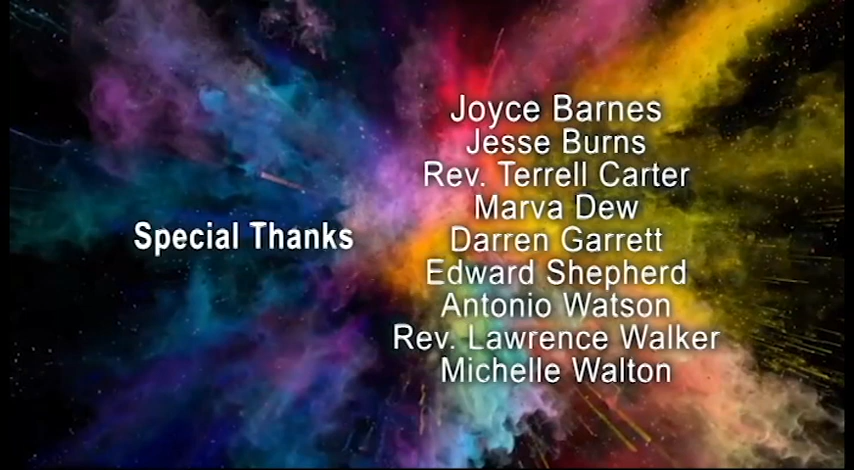 Special Thanks
Joyce Barnes
Jesse Burns
Rev. Terrell Carter
Marva Dew
Darren Garrett
Edward Shepherd
Antonio Watson
Rev. Lawrence Walker
Michelle Walton